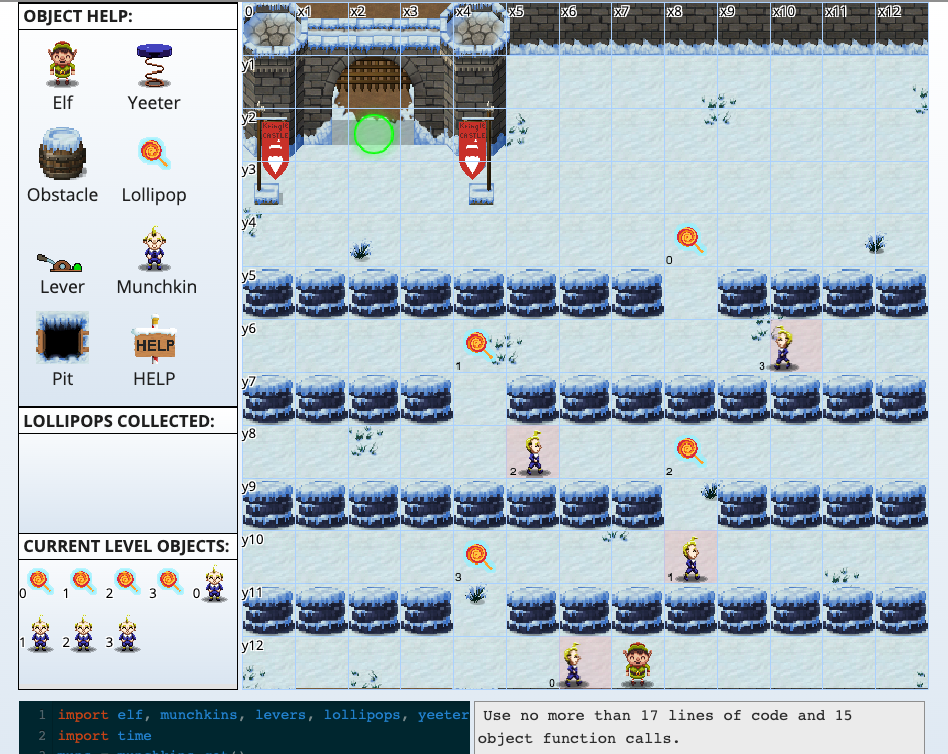 OBJECT HELP:
Elf
Yeeter
Obstacle
Lollipop
Lever
Munchkin
HELP
Pit
HELP
LOLLIPOPS COLLECTED:
CURRENT LEVEL OBJECTS:
0 1 2 3 0
1 2 3
0 x1 x2 x3 x4 x5 x6 x7 x8 x9 x10 x11 x12
y1
y2
CASTLE CASTLE
y3
y4
0
y5
y6
1 3
y7
y8
2 2
y9
y10
3 1
y11
y12
0
1 import elf, munchkins, levers, lollipops, yeeter
2 import time
3
Use no more than 17 lines of code and 15
object function calls.